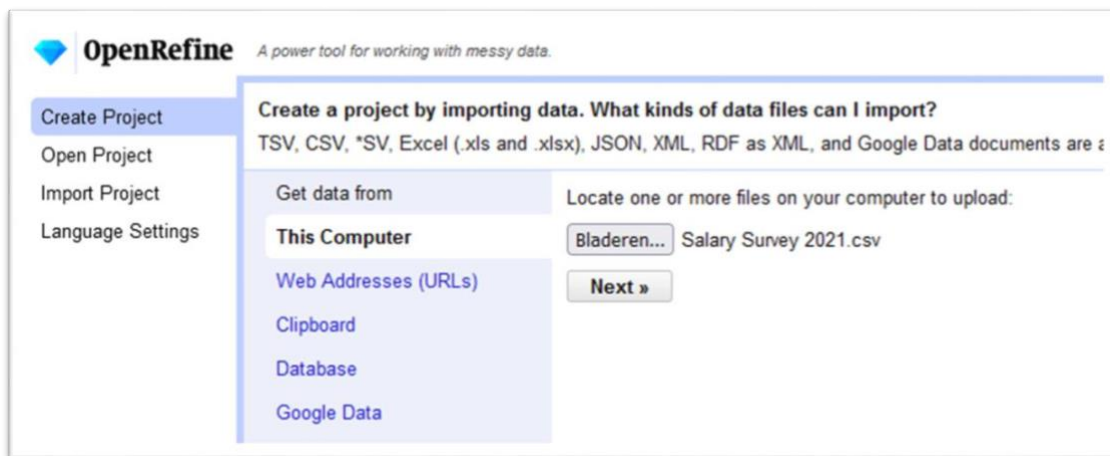 OpenRefine A power tool for working with messy data.
Create Project
Open Project
Import Project
Language Settings
Create a project by importing data. What kinds of data files can I import?
TSV, CSV, *SV, Excel (.xls and .xlsx), JSON, XML, RDF as XML, and Google Data documents are
Get data from
This Computer
Web Addresses (URLs)
Clipboard
Database
Google Data
Locate one or more files on your computer to upload:
Bladeren... Salary Survey 2021.csv
Next »